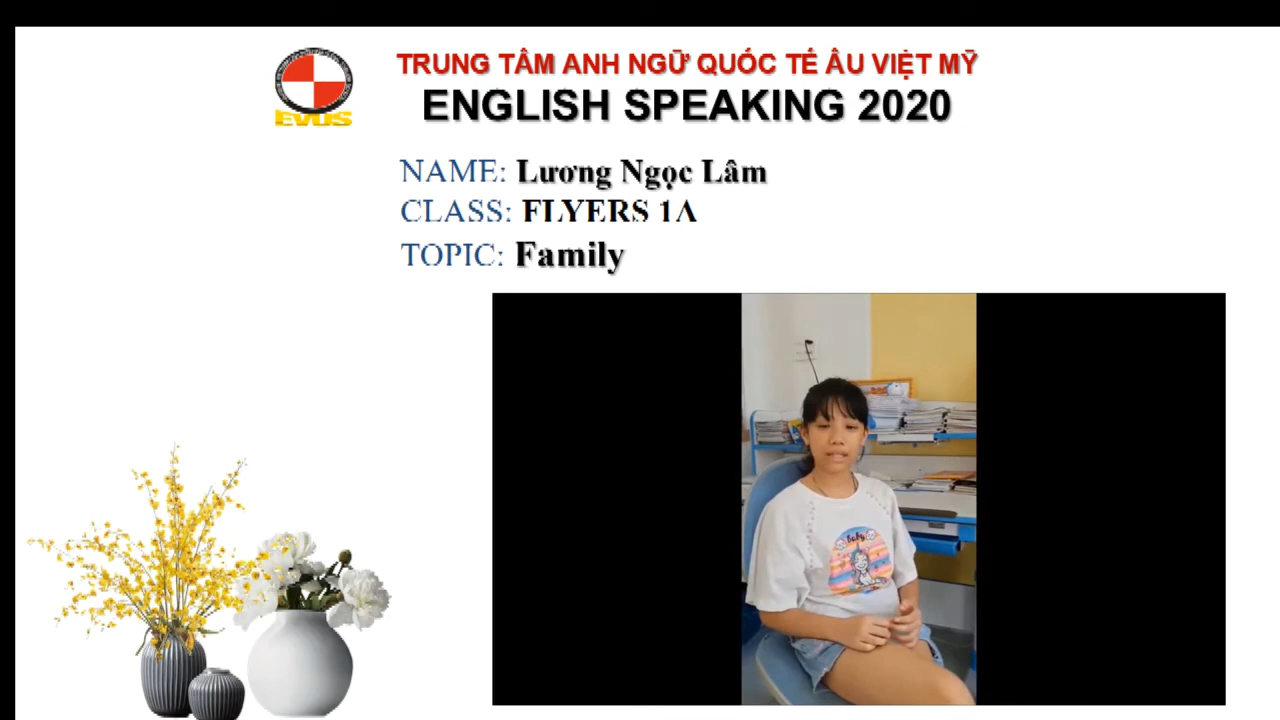 TRUNG TÂM ANH NGỮ QUỐC TẾ ÂU VIỆT MỸ
ENGLISH SPEAKING 2020
EVUS
NAME: Lương Ngọc Lâm
CLASS: FLYERS 1A
TOPIC: Family
baby